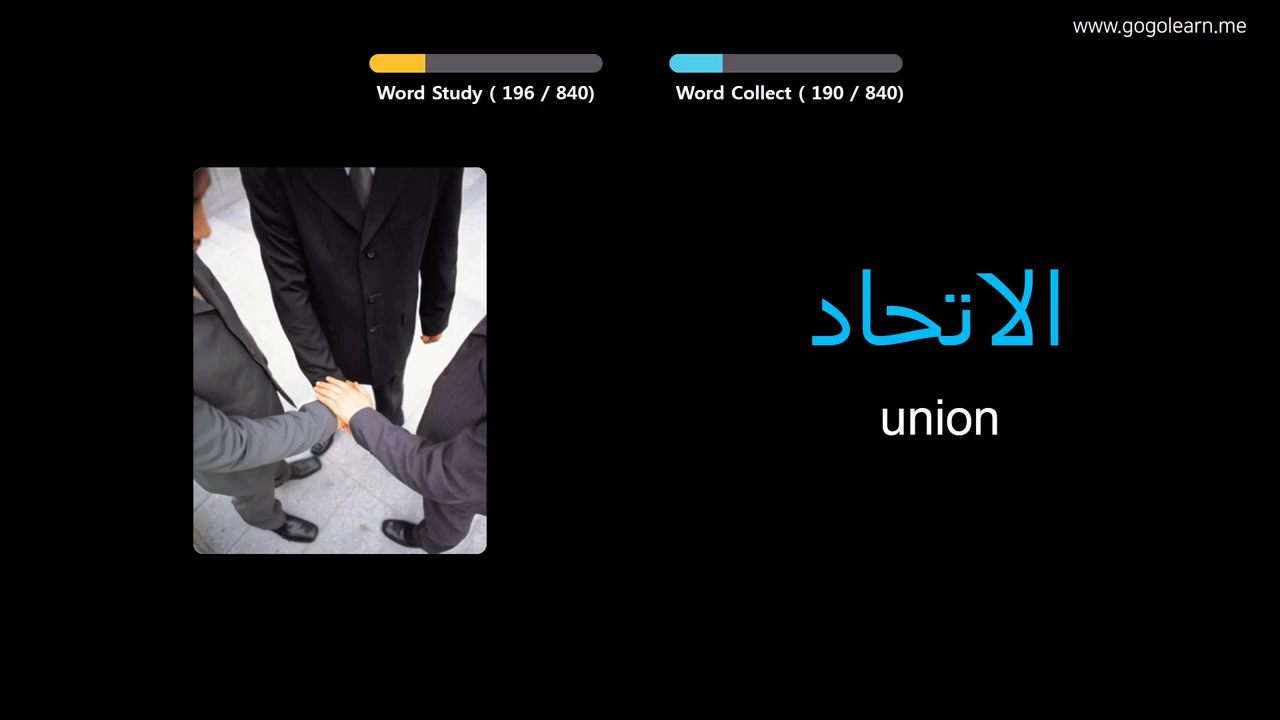 www.gogolearn.me
Word Study ( 196 / 840)
Word Collect ( 190 / 840)
الاتحاد
union